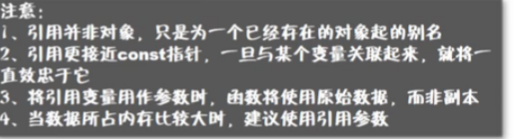 注意：
1、引用并非对象，只是为一个已经存在的对象起的别名
2、引用更接近const指针，一旦与某个变量关联起来，就将一
直效忠于它
3、将引用变量用作参数时，函数将使用原始数据，而非副本
4、当数据所占内存比较大时，建议使用引用参数